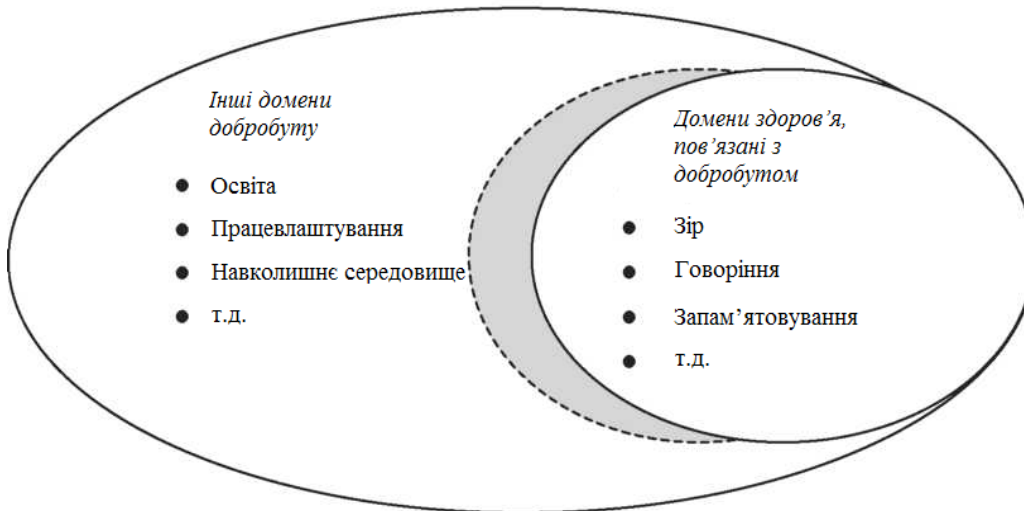 Інші домени
добробуту
● Освіта
● Працевлаштування
● Навколишнє середовище
● т.д.
Домени здоров’я,
пов’язані з
добробутом
● Зір
● Говоріння
● Запам’ятовування
● т.д.